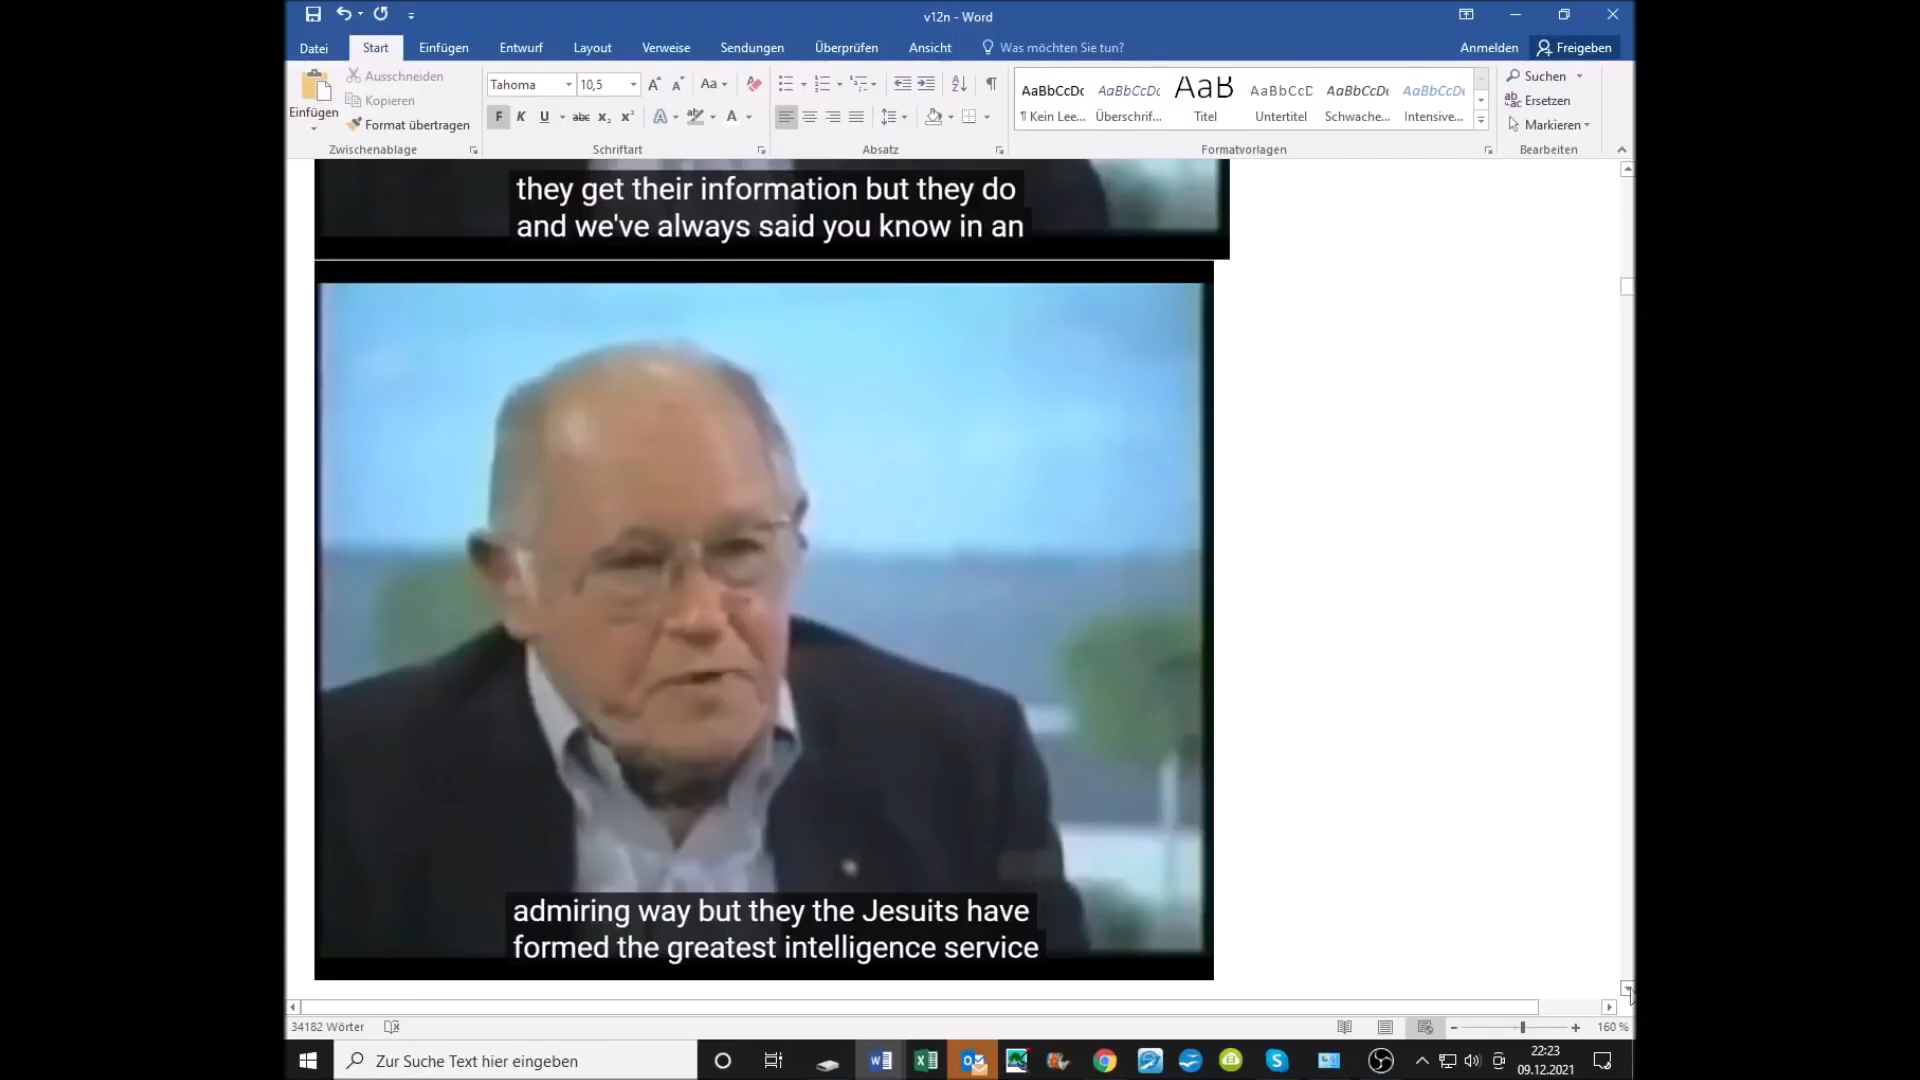 v12n - Word
Datei Start Einfügen Entwurf Layout Verweise Sendungen Überprüfen Ansicht Was möchten Sie tun? Anmelden Freigeben
Einfügen
Ausschneiden
Kopieren
Format übertragen
Zwischenablage
Tahoma 10,5
F K U abc x₂ x²
Schriftart
Absatz
AaBbCcDc AaBbCcDc AaB AaBbCcD AaBbCcDc AaBbCcDc
¶ Kein Lee... Überschrif... Titel Untertitel Schwache... Intensive...
Formatvorlagen
Suchen
Ersetzen
Markieren
Bearbeiten
they get their information but they do
and we've always said you know in an
admiring way but they the Jesuits have
formed the greatest intelligence service
34182 Wörter
160 %
Zur Suche Text hier eingeben
22:23
09.12.2021